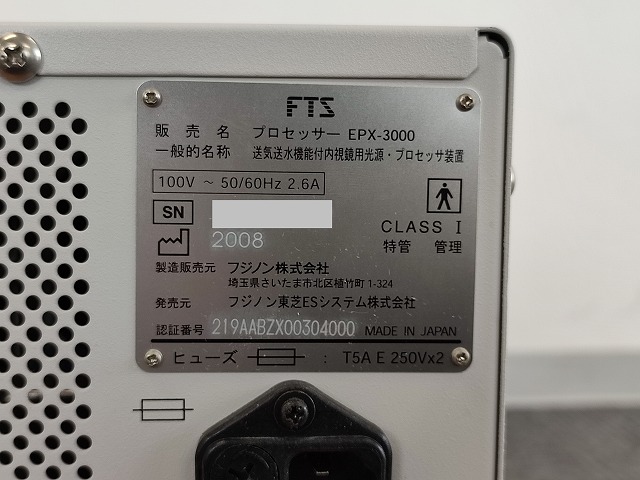 FTS
販売名 プロセッサー EPX-3000
一般的名称 送気送水機能付内視鏡用光源・プロセッサ装置
100V ~ 50/60Hz 2.6A
SN
CLASS I
2008
特管 管理
製造販売元 フジノン株式会社
埼玉県さいたま市北区植竹町1-324
発売元 フジノン東芝ESシステム株式会社
認証番号 219AABZX00304000 MADE IN JAPAN
ヒューズ : T5A E 250V×2